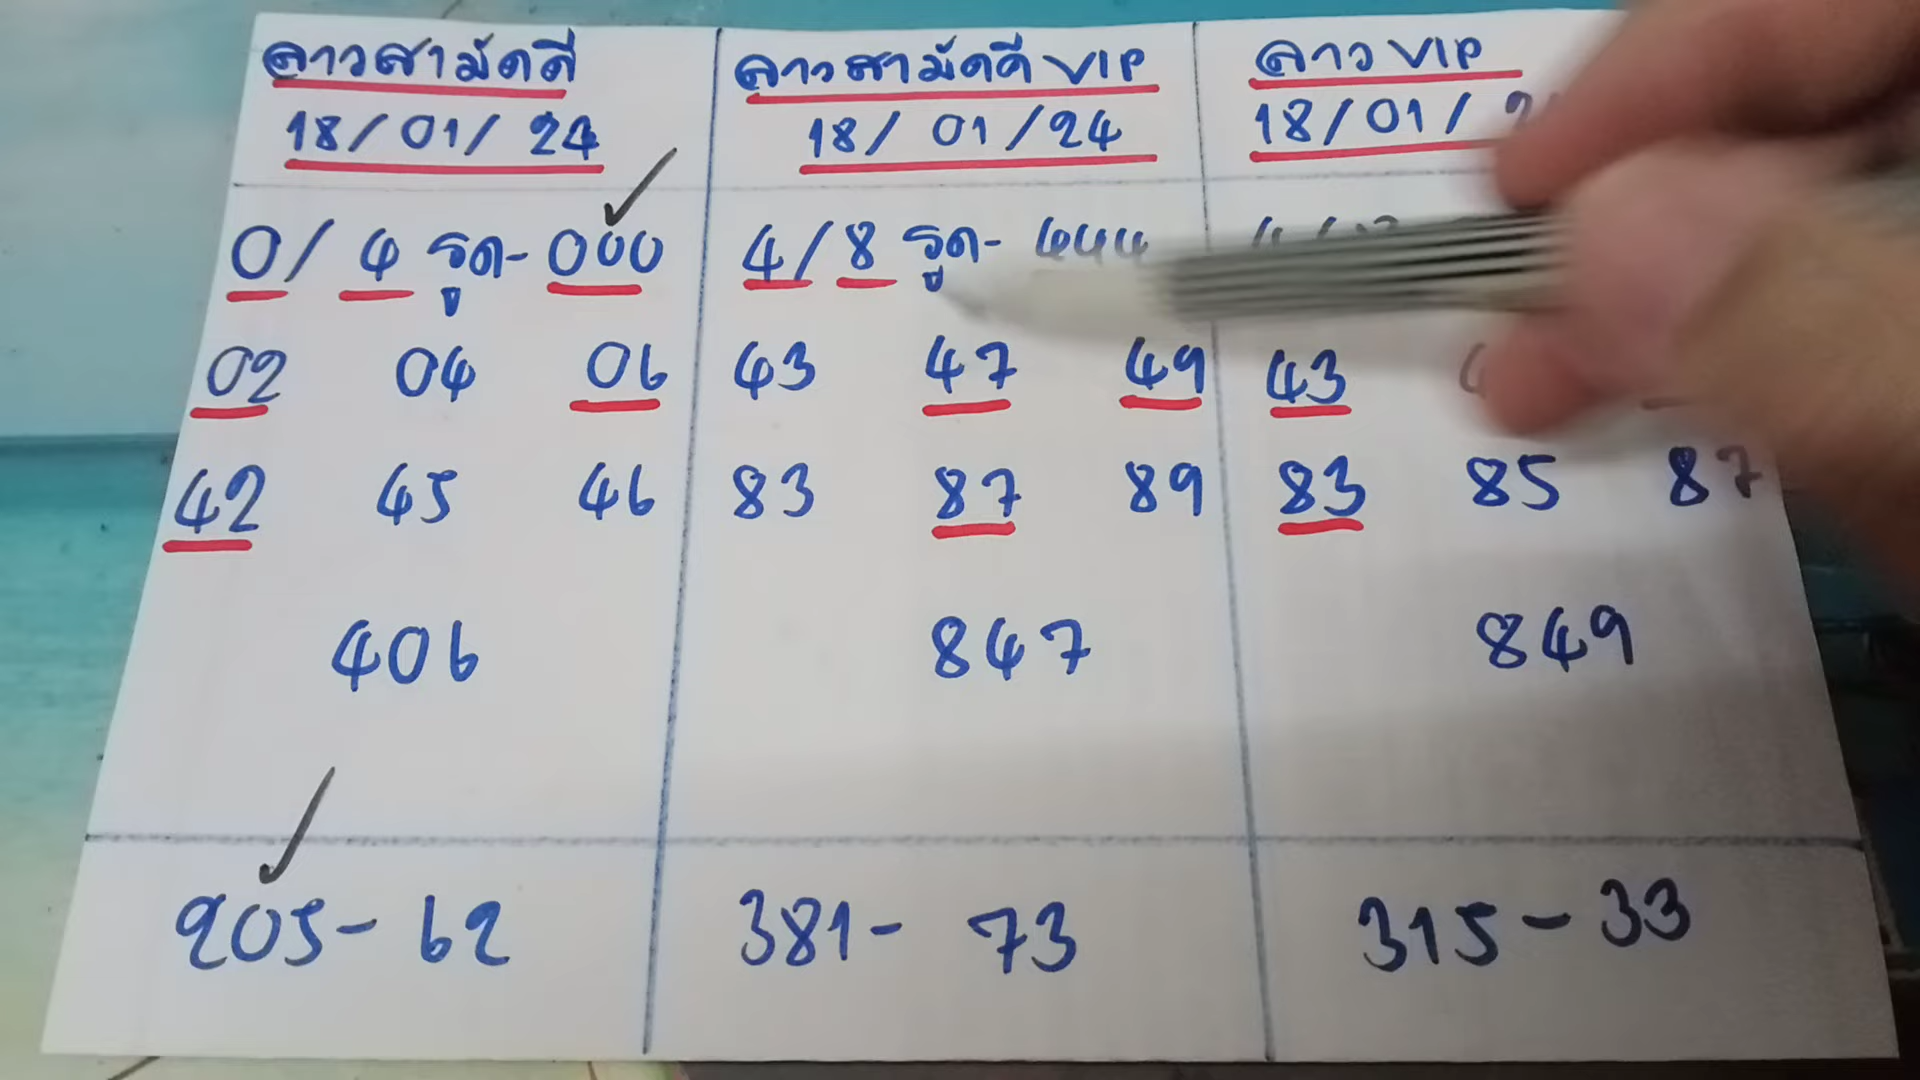 ลาวสามัคคี
18/01/24
0/4 รูด-000
02 04 06
42 45 46
406
205-62
ลาวสามัคคี VIP
18/01/24
4/8 รูด-444
43 47 49
83 87 89
847
381-73
ลาว VIP
18/01/
43
83 85 87
849
315-33